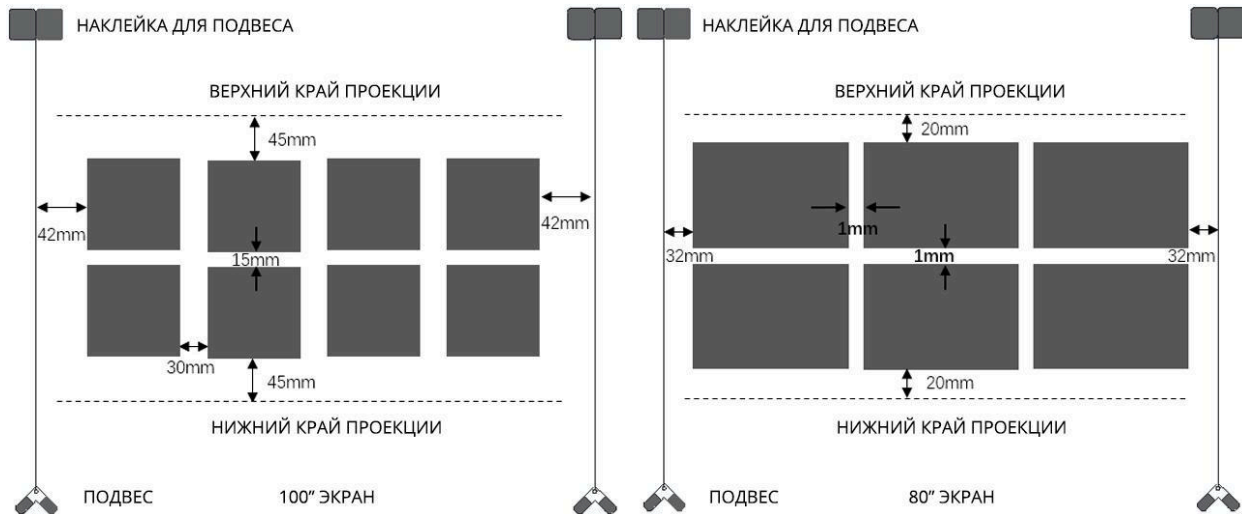 НАКЛЕЙКА ДЛЯ ПОДВЕСА
ВЕРХНИЙ КРАЙ ПРОЕКЦИИ
45mm
42mm
42mm
15mm
30mm
45mm
НИЖНИЙ КРАЙ ПРОЕКЦИИ
ПОДВЕС
100” ЭКРАН
НАКЛЕЙКА ДЛЯ ПОДВЕСА
ВЕРХНИЙ КРАЙ ПРОЕКЦИИ
20mm
1mm
32mm
1mm
32mm
20mm
НИЖНИЙ КРАЙ ПРОЕКЦИИ
ПОДВЕС
80” ЭКРАН